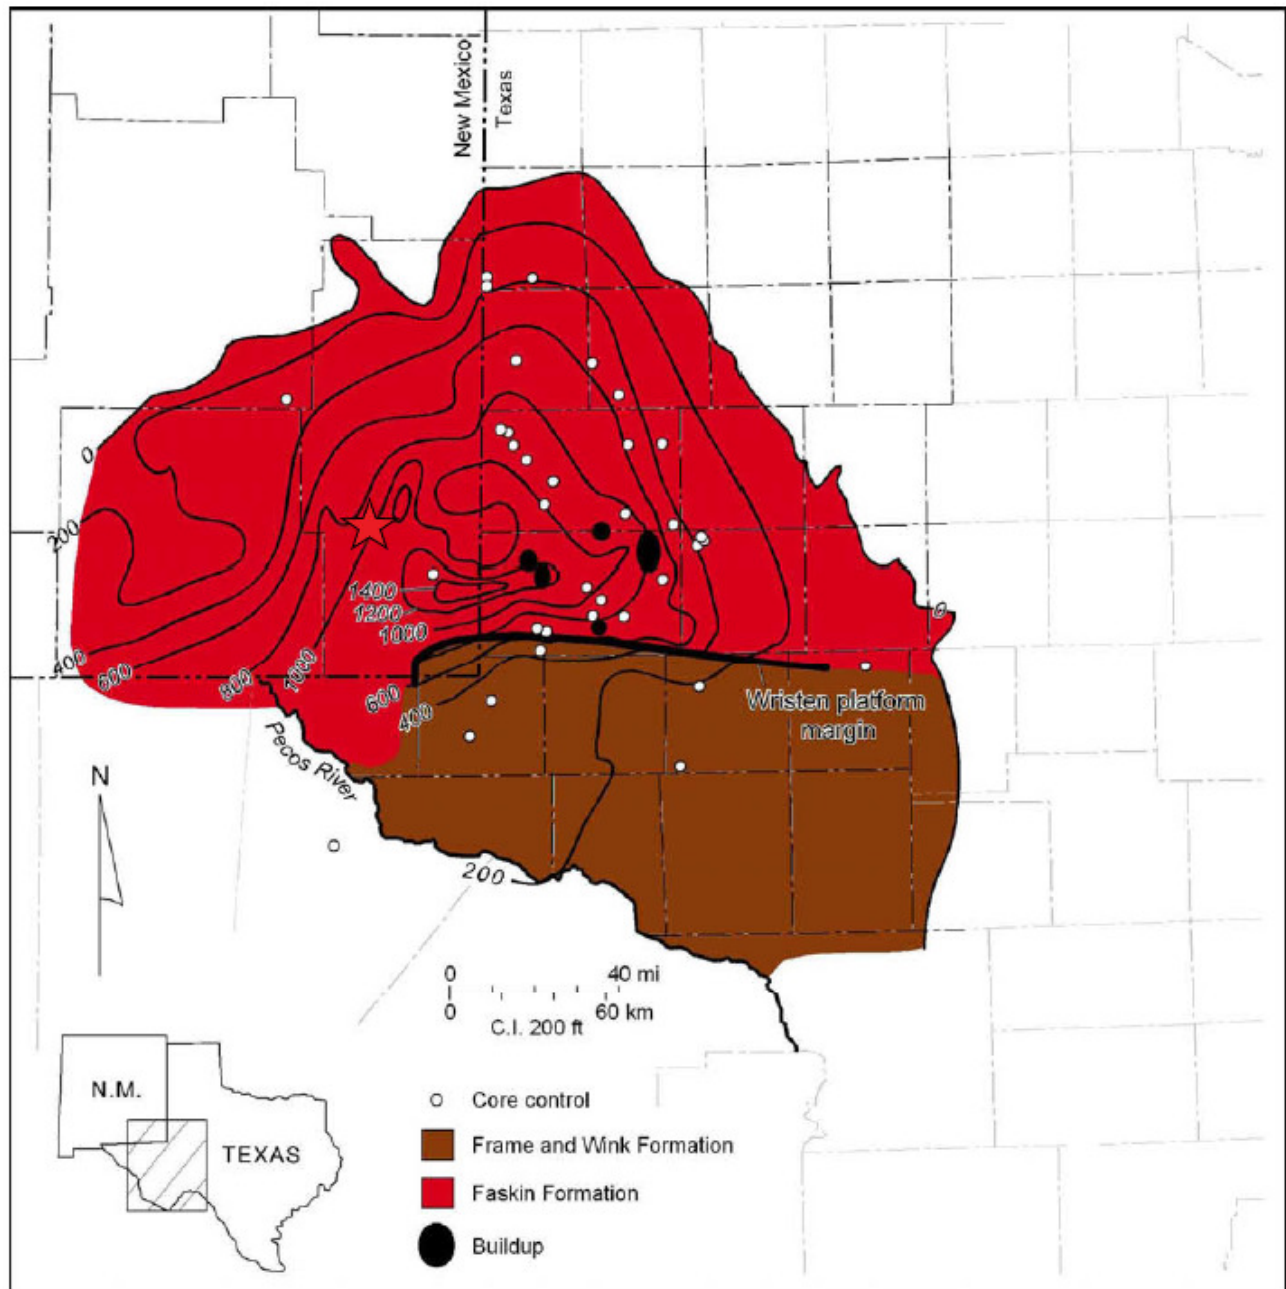 New Mexico
Texas
0
200
400
600
800
1000
1400
1200
1000
600
400
0
Wristen platform
margin
Pecos River
N
200
0 40 mi
0 60 km
C.I. 200 ft
N.M.
TEXAS
Core control
Frame and Wink Formation
Faskin Formation
Buildup